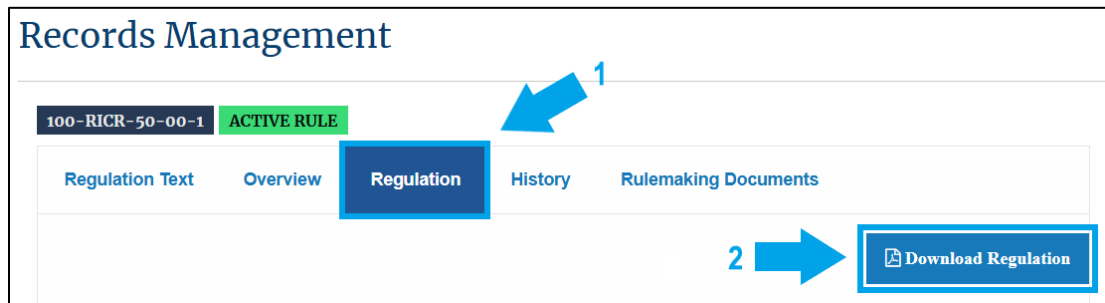 Records Management
1
100-RICR-50-00-1 ACTIVE RULE
Regulation Text Overview Regulation History Rulemaking Documents
2 Download Regulation